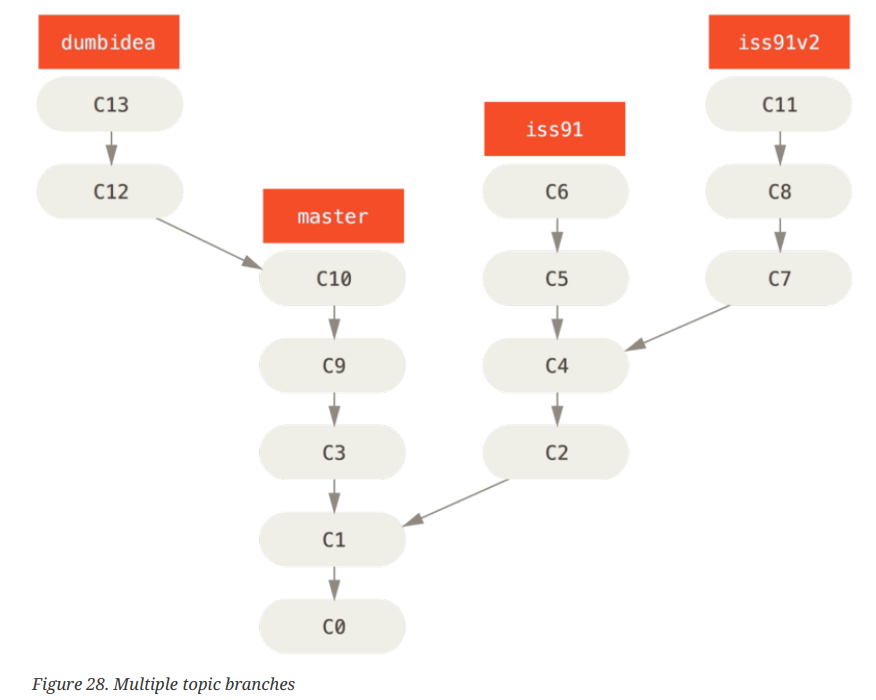 dumbidea
iss91v2
C13
C11
iss91
C12
C6
C8
master
C10
C5
C7
C9
C4
C3
C2
C1
C0
Figure 28. Multiple topic branches